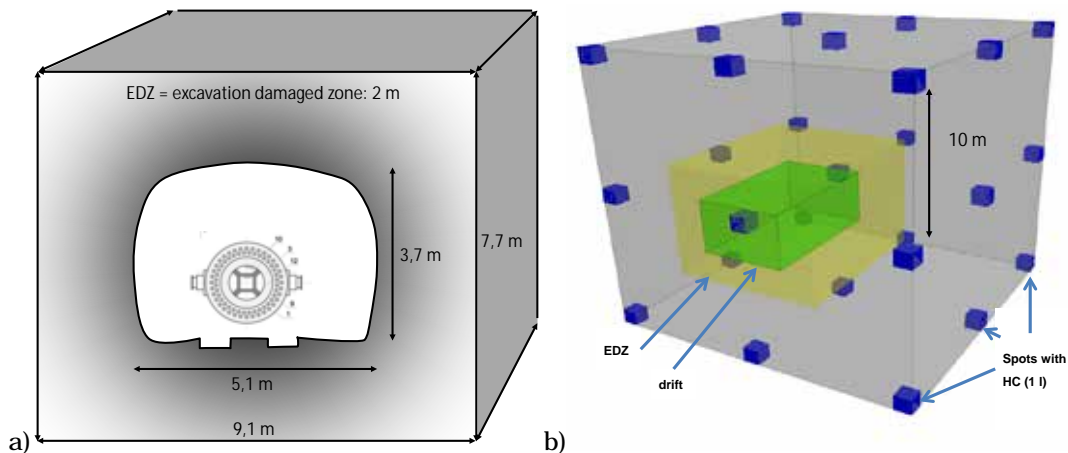 EDZ = excavation damaged zone: 2 m
3,7 m
7,7 m
5,1 m
9,1 m
a)
10 m
EDZ
drift
Spots with
HC (1 l)
b)